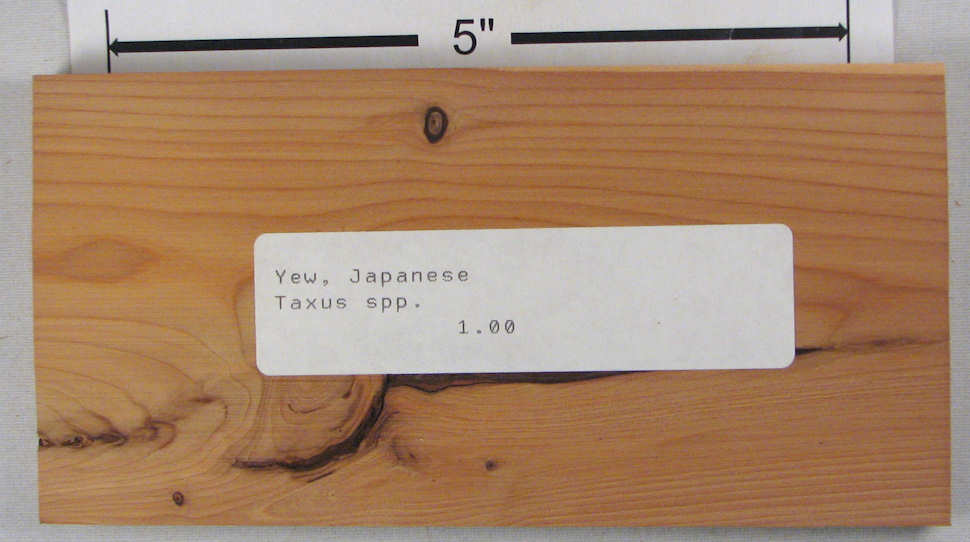 5"
Yew, Japanese
Taxus spp.
1.00